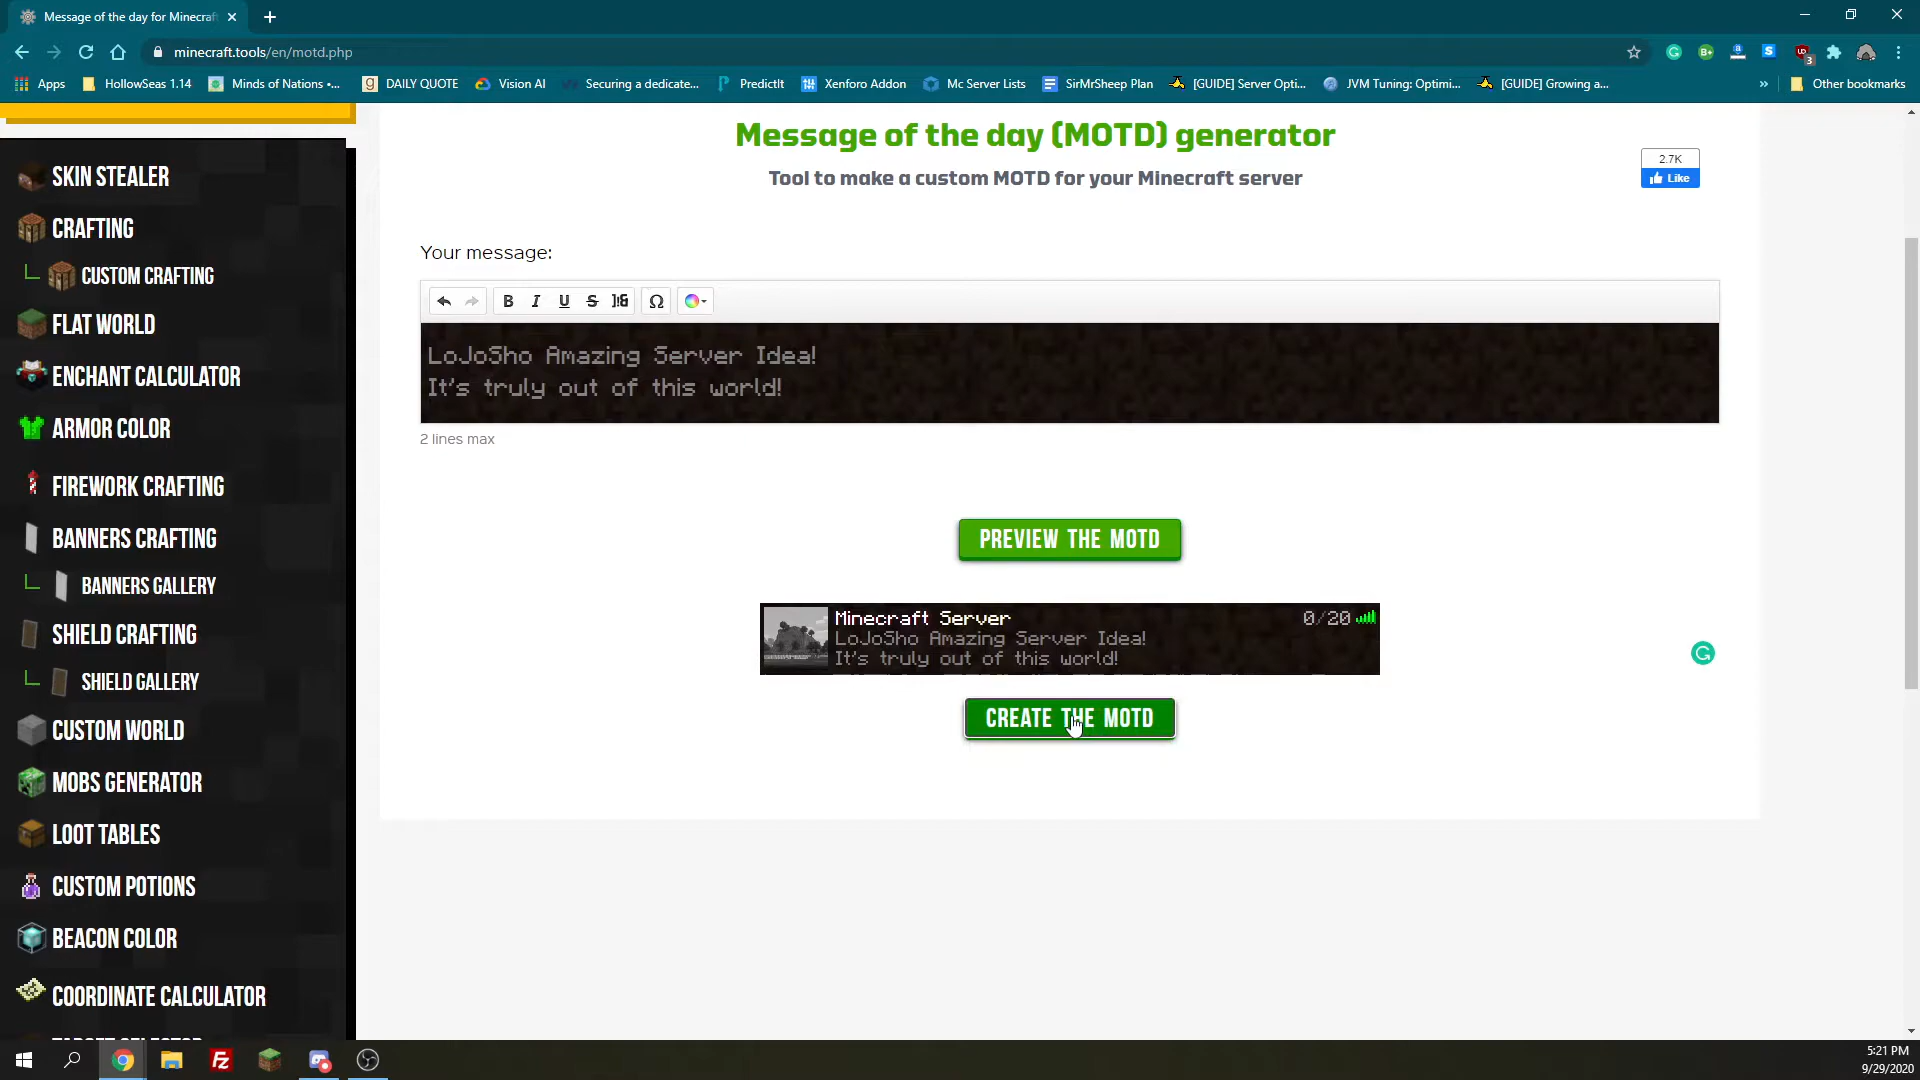 Message of the day for Minecraft
minecraft.tools/en/motd.php
3
Apps
HollowSeas 1.14
Minds of Nations •...
DAILY QUOTE
Vision AI
Securing a dedicate...
PredictIt
Xenforo Addon
Mc Server Lists
SirMrSheep Plan
[GUIDE] Server Opti...
JVM Tuning: Optimi...
[GUIDE] Growing a...
»
Other bookmarks
Message of the day (MOTD) generator
Tool to make a custom MOTD for your Minecraft server
2.7K
Like
SKIN STEALER
CRAFTING
CUSTOM CRAFTING
FLAT WORLD
ENCHANT CALCULATOR
ARMOR COLOR
FIREWORK CRAFTING
BANNERS CRAFTING
BANNERS GALLERY
SHIELD CRAFTING
SHIELD GALLERY
CUSTOM WORLD
MOBS GENERATOR
LOOT TABLES
CUSTOM POTIONS
BEACON COLOR
COORDINATE CALCULATOR
Your message:
B I U S Ω
LoJoSho Amazing Server Idea!
It's truly out of this world!
2 lines max
PREVIEW THE MOTD
Minecraft Server 0/20
LoJoSho Amazing Server Idea!
It's truly out of this world!
CREATE THE MOTD
5:21 PM
9/29/2020